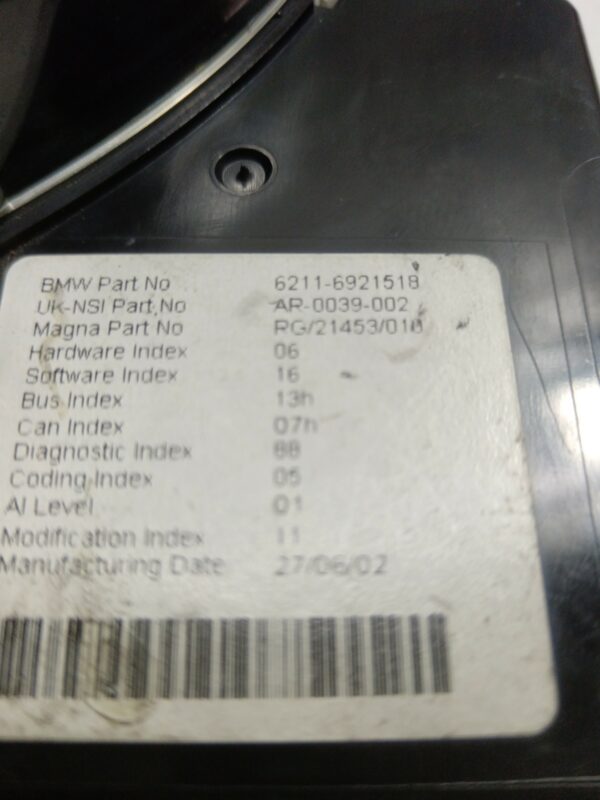 BMW Part No 6211-6921518
UK-NSI Part No AR-0039-002
Magna Part No RG/21453/010
Hardware Index 06
Software Index 16
Bus Index 13h
Can Index 07h
Diagnostic Index 88
Coding Index 05
AI Level 01
Modification Index 11
Manufacturing Date 27/06/02